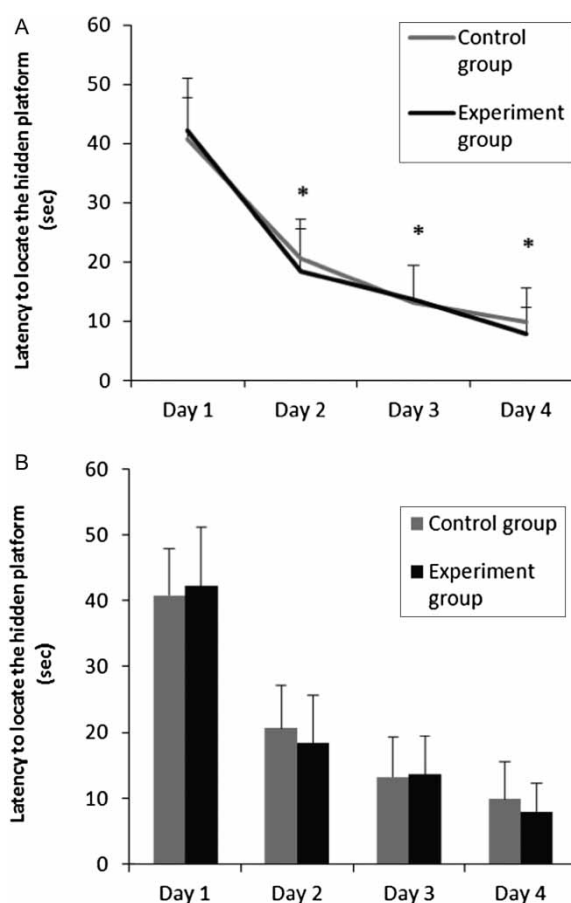 A
Latency to locate the hidden platform
(sec)
60
50
40
30
20
10
0
Control
group
Experiment
group
*
*
*
Day 1
Day 2
Day 3
Day 4
B
Latency to locate the hidden platform
(sec)
60
50
40
30
20
10
0
Control group
Experiment
group
Day 1
Day 2
Day 3
Day 4